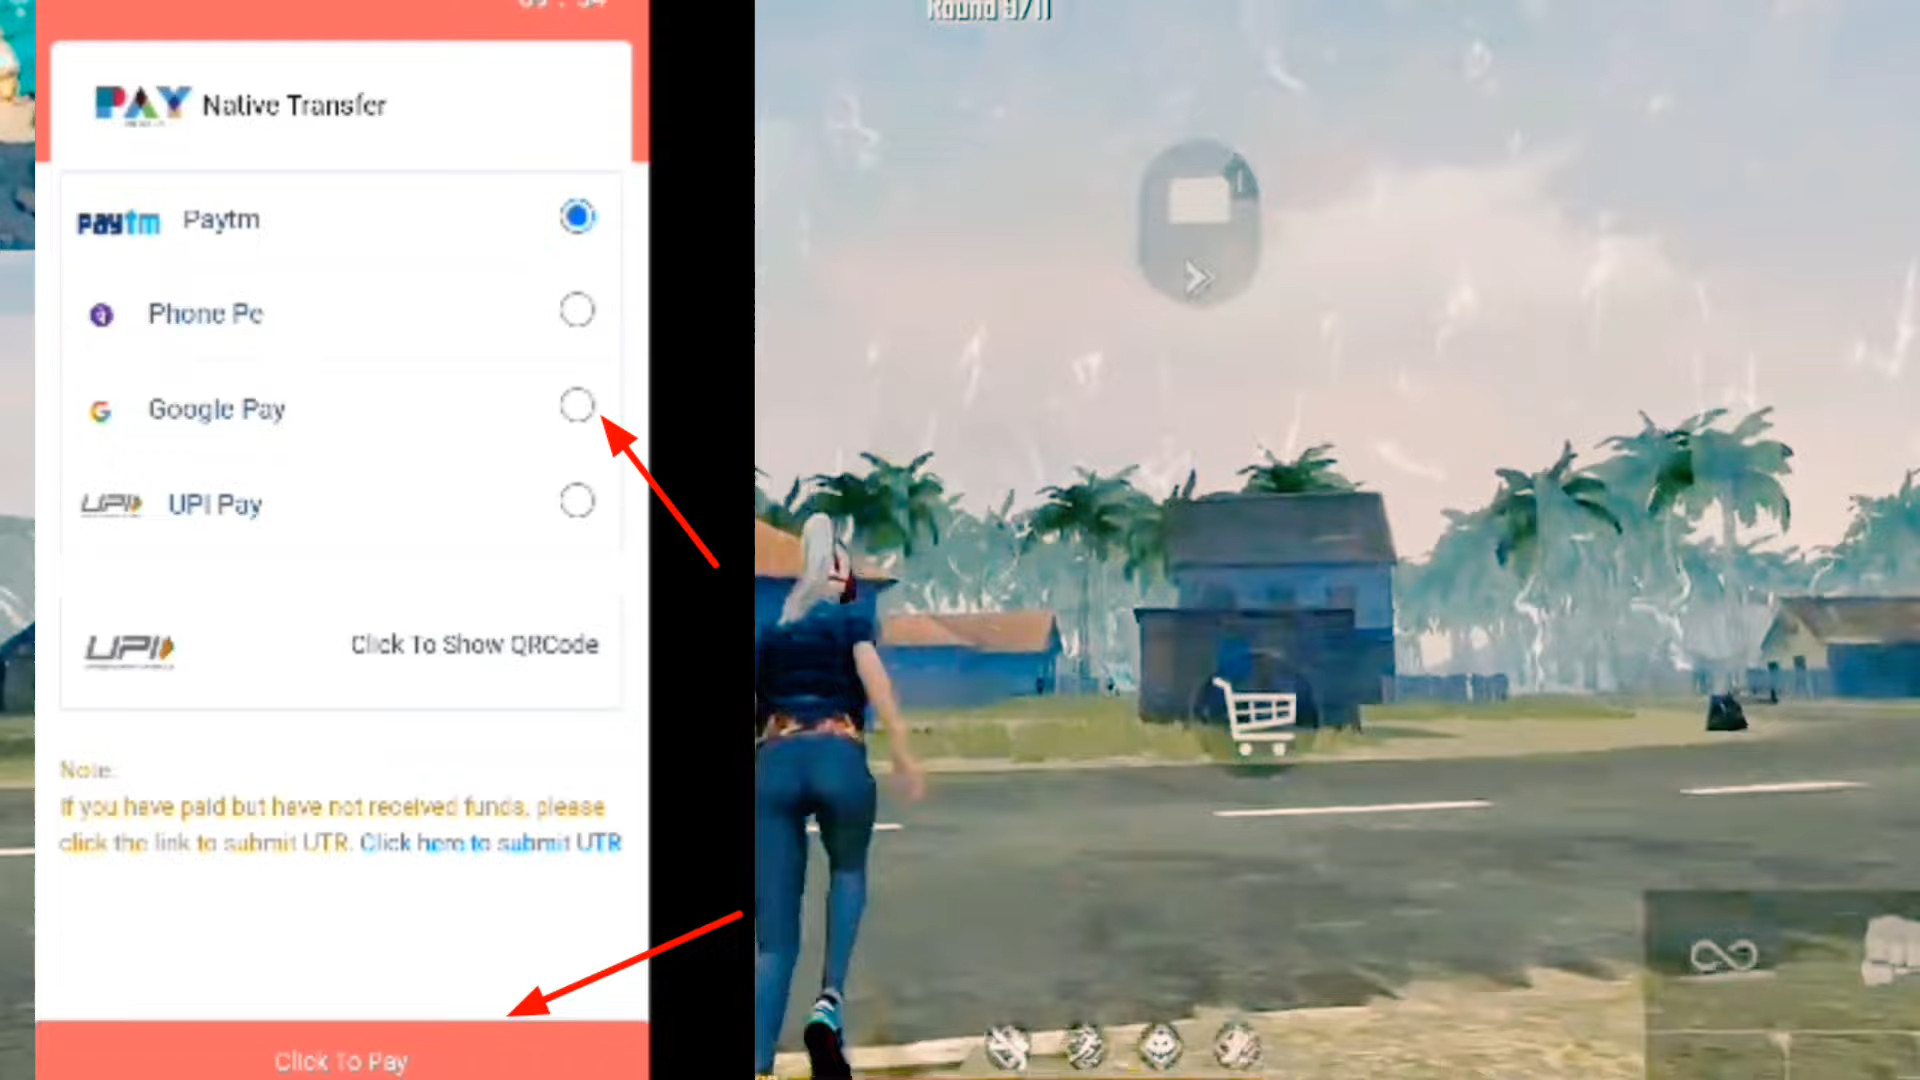 Round 9/11
PAY Native Transfer
paytm Paytm
Phone Pe
G Google Pay
UPI UPI Pay
UPI Click To Show QRCode
Note:
If you have paid but have not received funds, please
click the link to submit UTR. Click here to submit UTR
Click To Pay